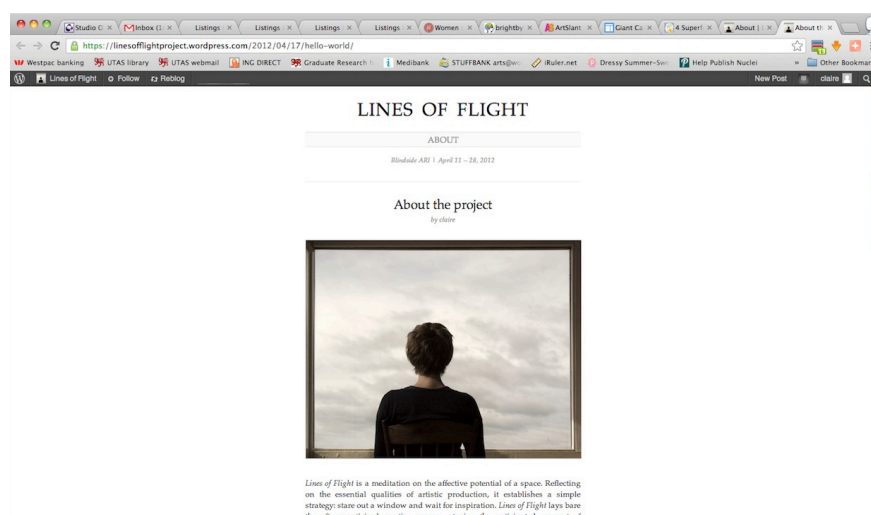 Studio
Inbox (1
Listings
Listings
Listings
Listings
Women
brightby
ArtSlant
Giant Ca
4 Superf
About | I
About th
https://linesofflightproject.wordpress.com/2012/04/17/hello-world/
Westpac banking UTAS library UTAS webmail ING DIRECT Graduate Research Medibank STUFFBANK arts@wo iRuler.net Dressy Summer-Swe Help Publish Nuclei » Other Bookmar
Lines of Flight Follow Reblog New Post claire
LINES OF FLIGHT
ABOUT
Blindside ARI | April 11 – 28, 2012
About the project
by claire
Lines of Flight is a meditation on the affective potential of a space. Reflecting
on the essential qualities of artistic production, it establishes a simple
strategy: stare out a window and wait for inspiration. Lines of Flight lays bare